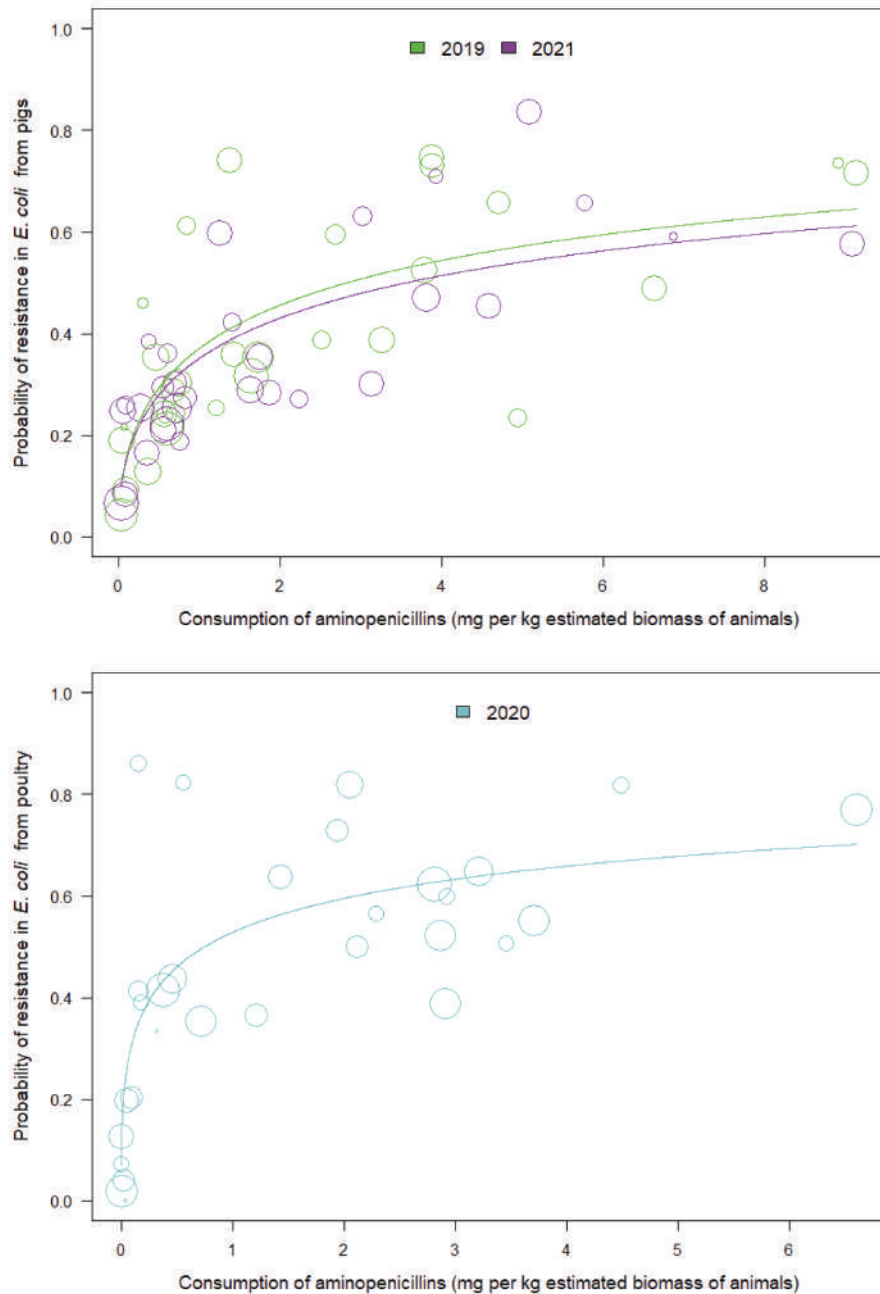 2019 2021
Probability of resistance in E. coli from pigs
1.0
0.8
0.6
0.4
0.2
0.0
0 2 4 6 8
Consumption of aminopenicillins (mg per kg estimated biomass of animals)
2020
Probability of resistance in E. coli from poultry
1.0
0.8
0.6
0.4
0.2
0.0
0 1 2 3 4 5 6
Consumption of aminopenicillins (mg per kg estimated biomass of animals)